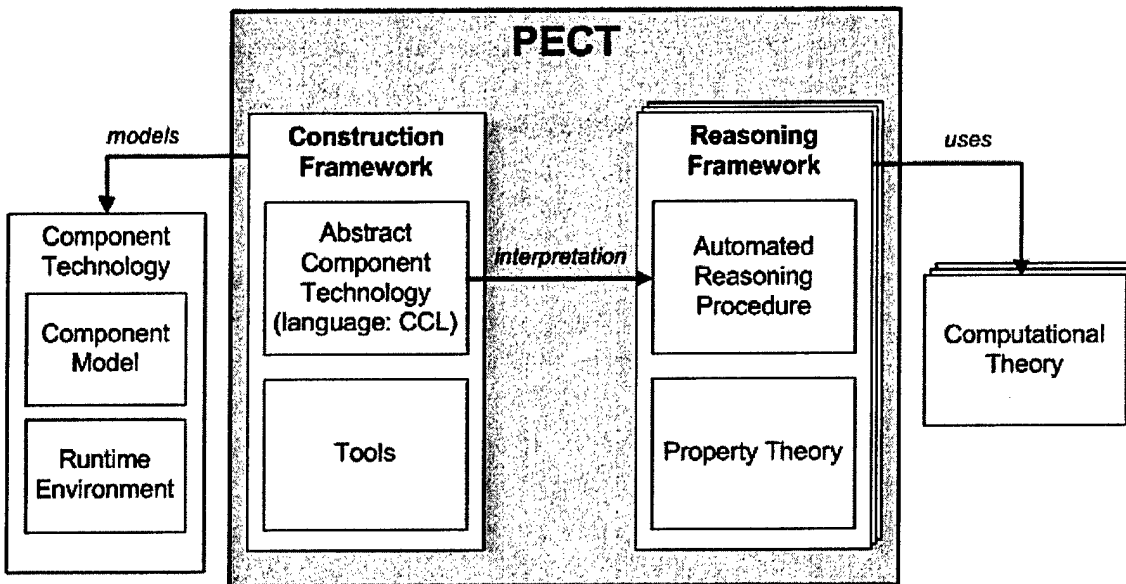 PECT
models
Construction
Framework
Reasoning
Framework
uses
Component
Technology
Component
Model
Runtime
Environment
Abstract
Component
Technology
(language: CCL)
interpretation
Automated
Reasoning
Procedure
Computational
Theory
Tools
Property Theory